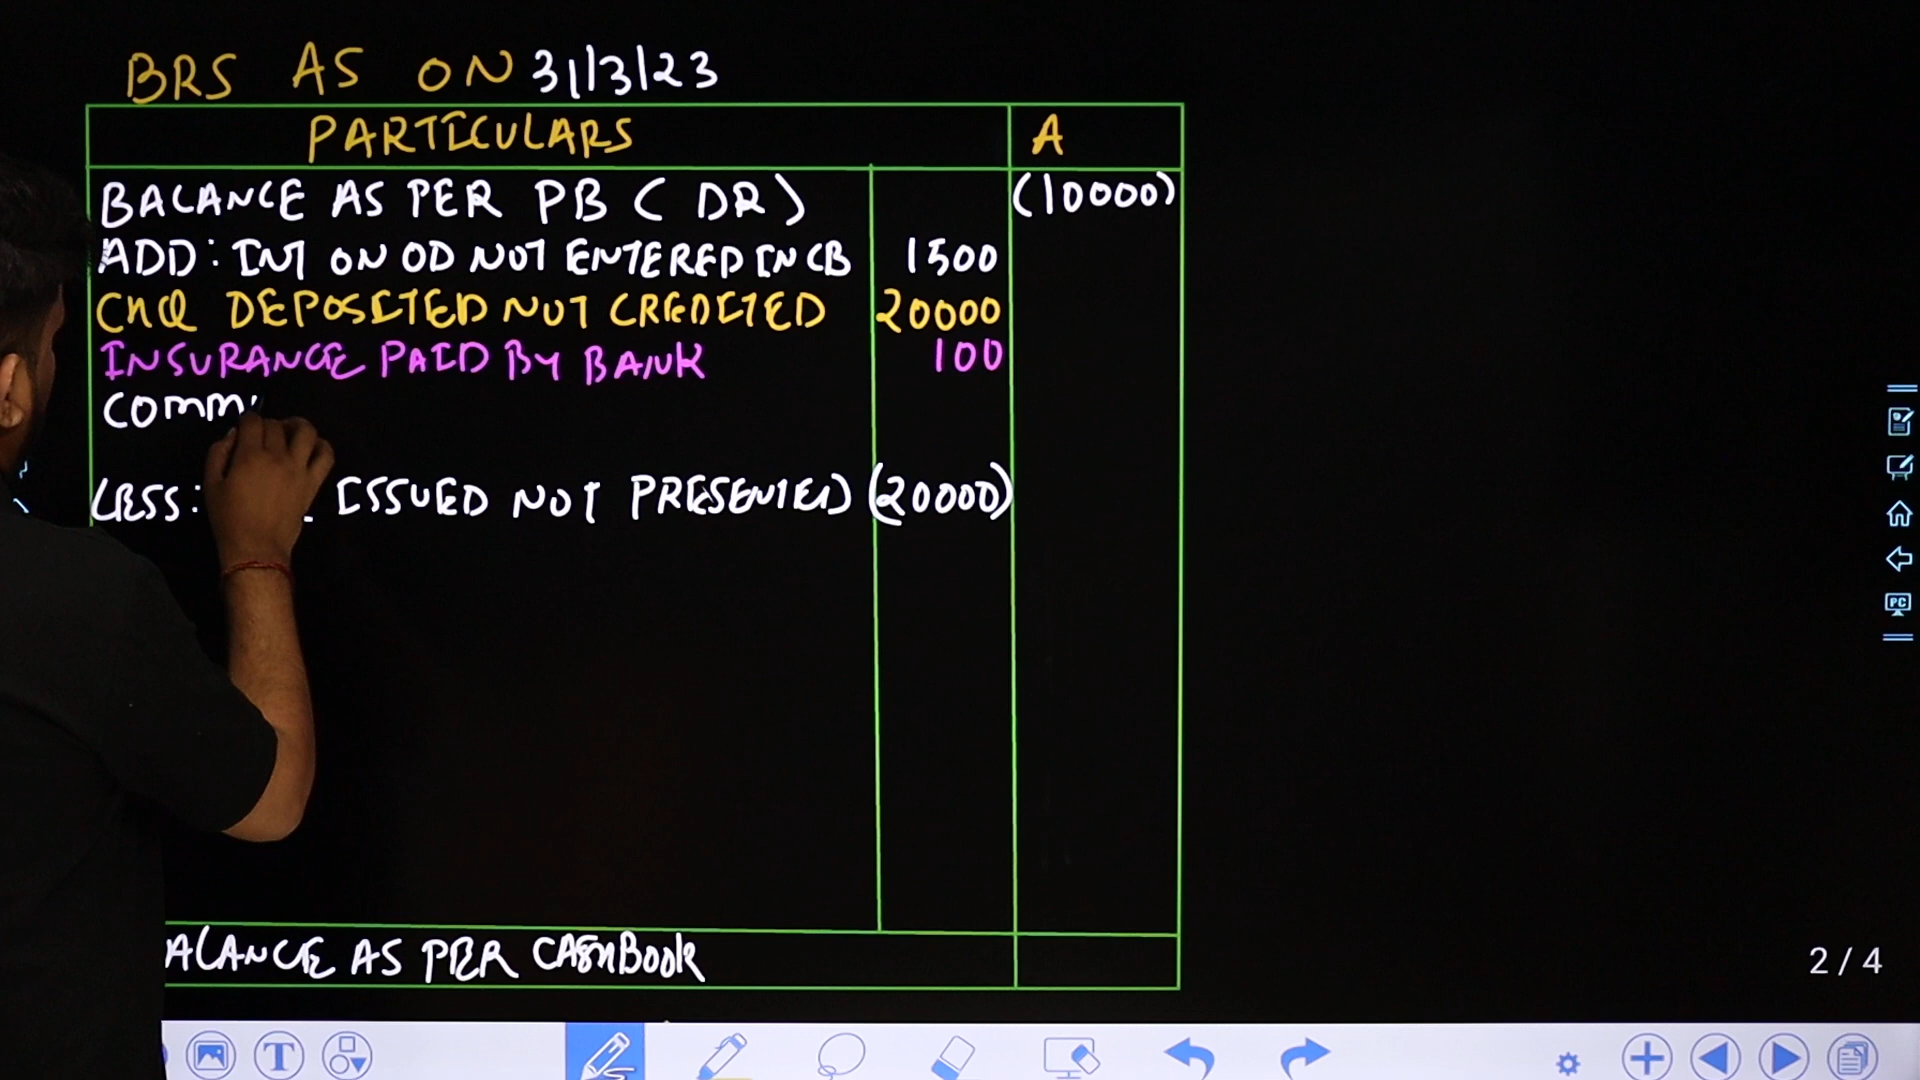 BRS AS ON 31/3/23
PARTICULARS A
BALANCE AS PER PB (DR) (10000)
ADD: INT ON OD NOT ENTERED IN CB 1500
CHQ DEPOSITED NOT CREDITED 20000
INSURANCE PAID BY BANK 100
COMM
LESS: ISSUED NOT PRESENTED (20000)
ALANCE AS PER CASHBOOK
2/4
PC
T